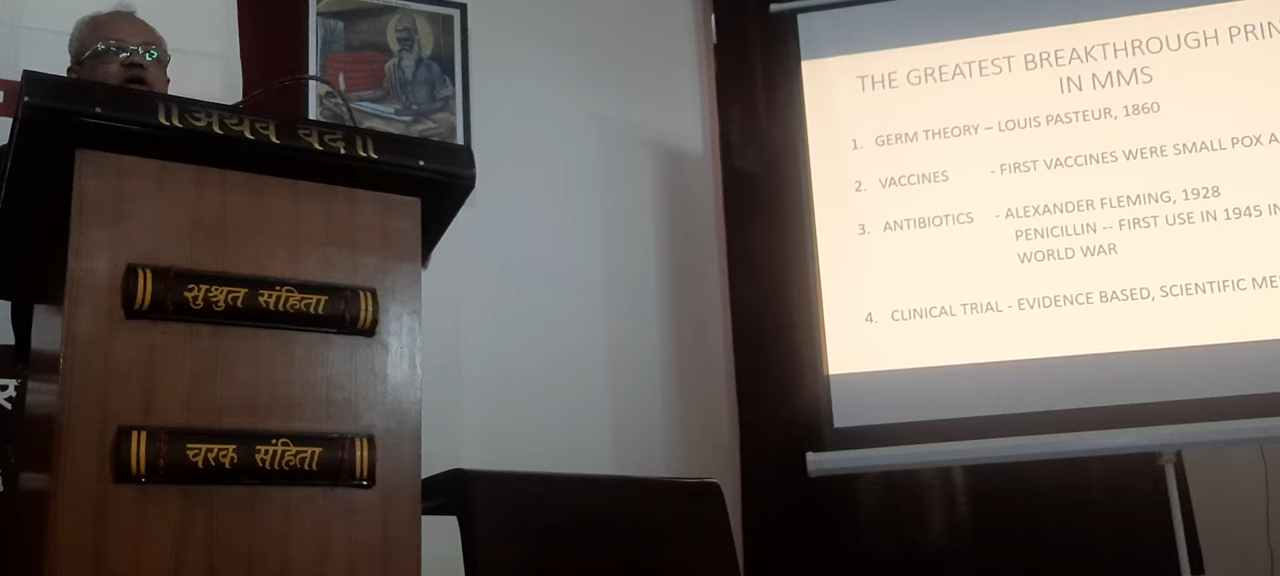 ॥अथर्व वेद॥
सुश्रुत संहिता
चरक संहिता
THE GREATEST BREAKTHROUGH
IN MMS
1. GERM THEORY – LOUIS PASTEUR, 1860
2. VACCINES - FIRST VACCINES WERE SMALL POX
3. ANTIBIOTICS - ALEXANDER FLEMING, 1928
PENICILLIN -- FIRST USE IN 1945
WORLD WAR
4. CLINICAL TRIAL - EVIDENCE BASED, SCIENTIFIC